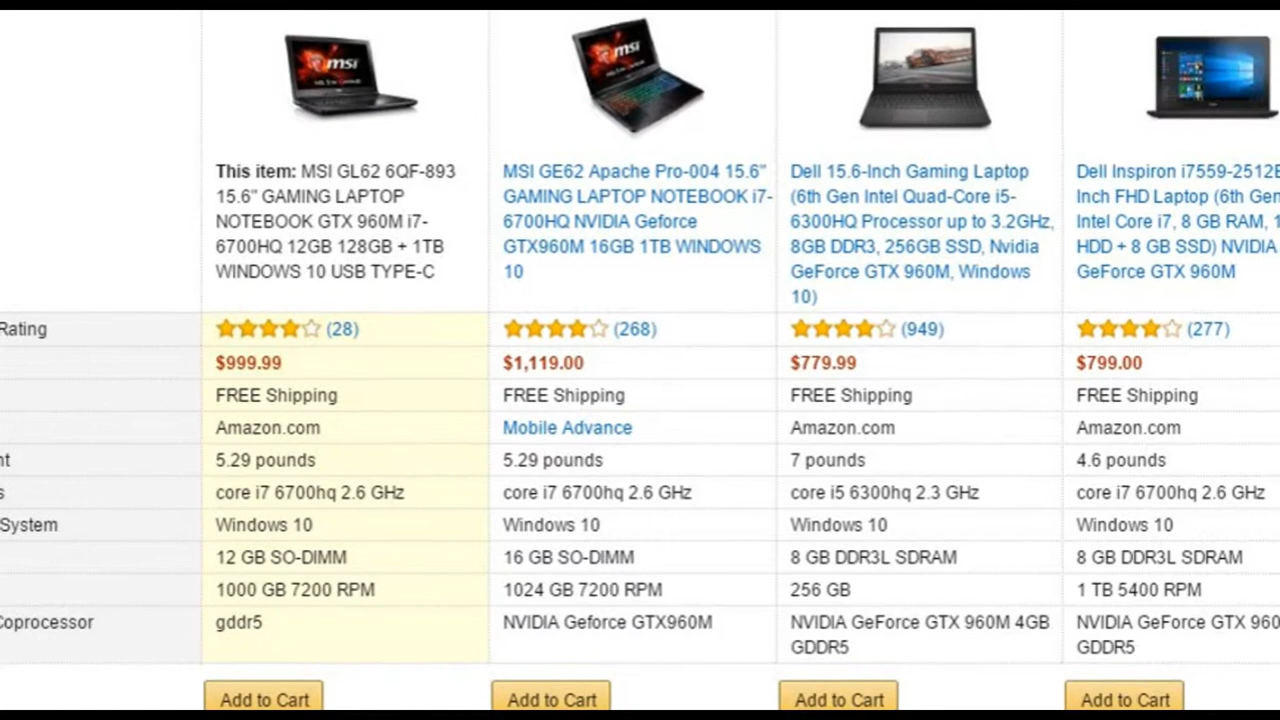 msi
msi
This item: MSI GL62 6QF-893
15.6" GAMING LAPTOP
NOTEBOOK GTX 960M i7-
6700HQ 12GB 128GB + 1TB
WINDOWS 10 USB TYPE-C
MSI GE62 Apache Pro-004 15.6"
GAMING LAPTOP NOTEBOOK i7-
6700HQ NVIDIA Geforce
GTX960M 16GB 1TB WINDOWS
10
Dell 15.6-Inch Gaming Laptop
(6th Gen Intel Quad-Core i5-
6300HQ Processor up to 3.2GHz,
8GB DDR3, 256GB SSD, Nvidia
GeForce GTX 960M, Windows
10)
Dell Inspiron i7559-2512B
Inch FHD Laptop (6th Gen
Intel Core i7, 8 GB RAM, 1
HDD + 8 GB SSD) NVIDIA
GeForce GTX 960M
Rating (28) (268) (949) (277)
$999.99 $1,119.00 $779.99 $799.00
FREE Shipping FREE Shipping FREE Shipping FREE Shipping
Amazon.com Mobile Advance Amazon.com Amazon.com
nt 5.29 pounds 5.29 pounds 7 pounds 4.6 pounds
s core i7 6700hq 2.6 GHz core i7 6700hq 2.6 GHz core i5 6300hq 2.3 GHz core i7 6700hq 2.6 GHz
System Windows 10 Windows 10 Windows 10 Windows 10
12 GB SO-DIMM 16 GB SO-DIMM 8 GB DDR3L SDRAM 8 GB DDR3L SDRAM
1000 GB 7200 RPM 1024 GB 7200 RPM 256 GB 1 TB 5400 RPM
Coprocessor gddr5 NVIDIA Geforce GTX960M NVIDIA GeForce GTX 960M 4GB NVIDIA GeForce GTX 960
GDDR5 GDDR5
Add to Cart Add to Cart Add to Cart Add to Cart